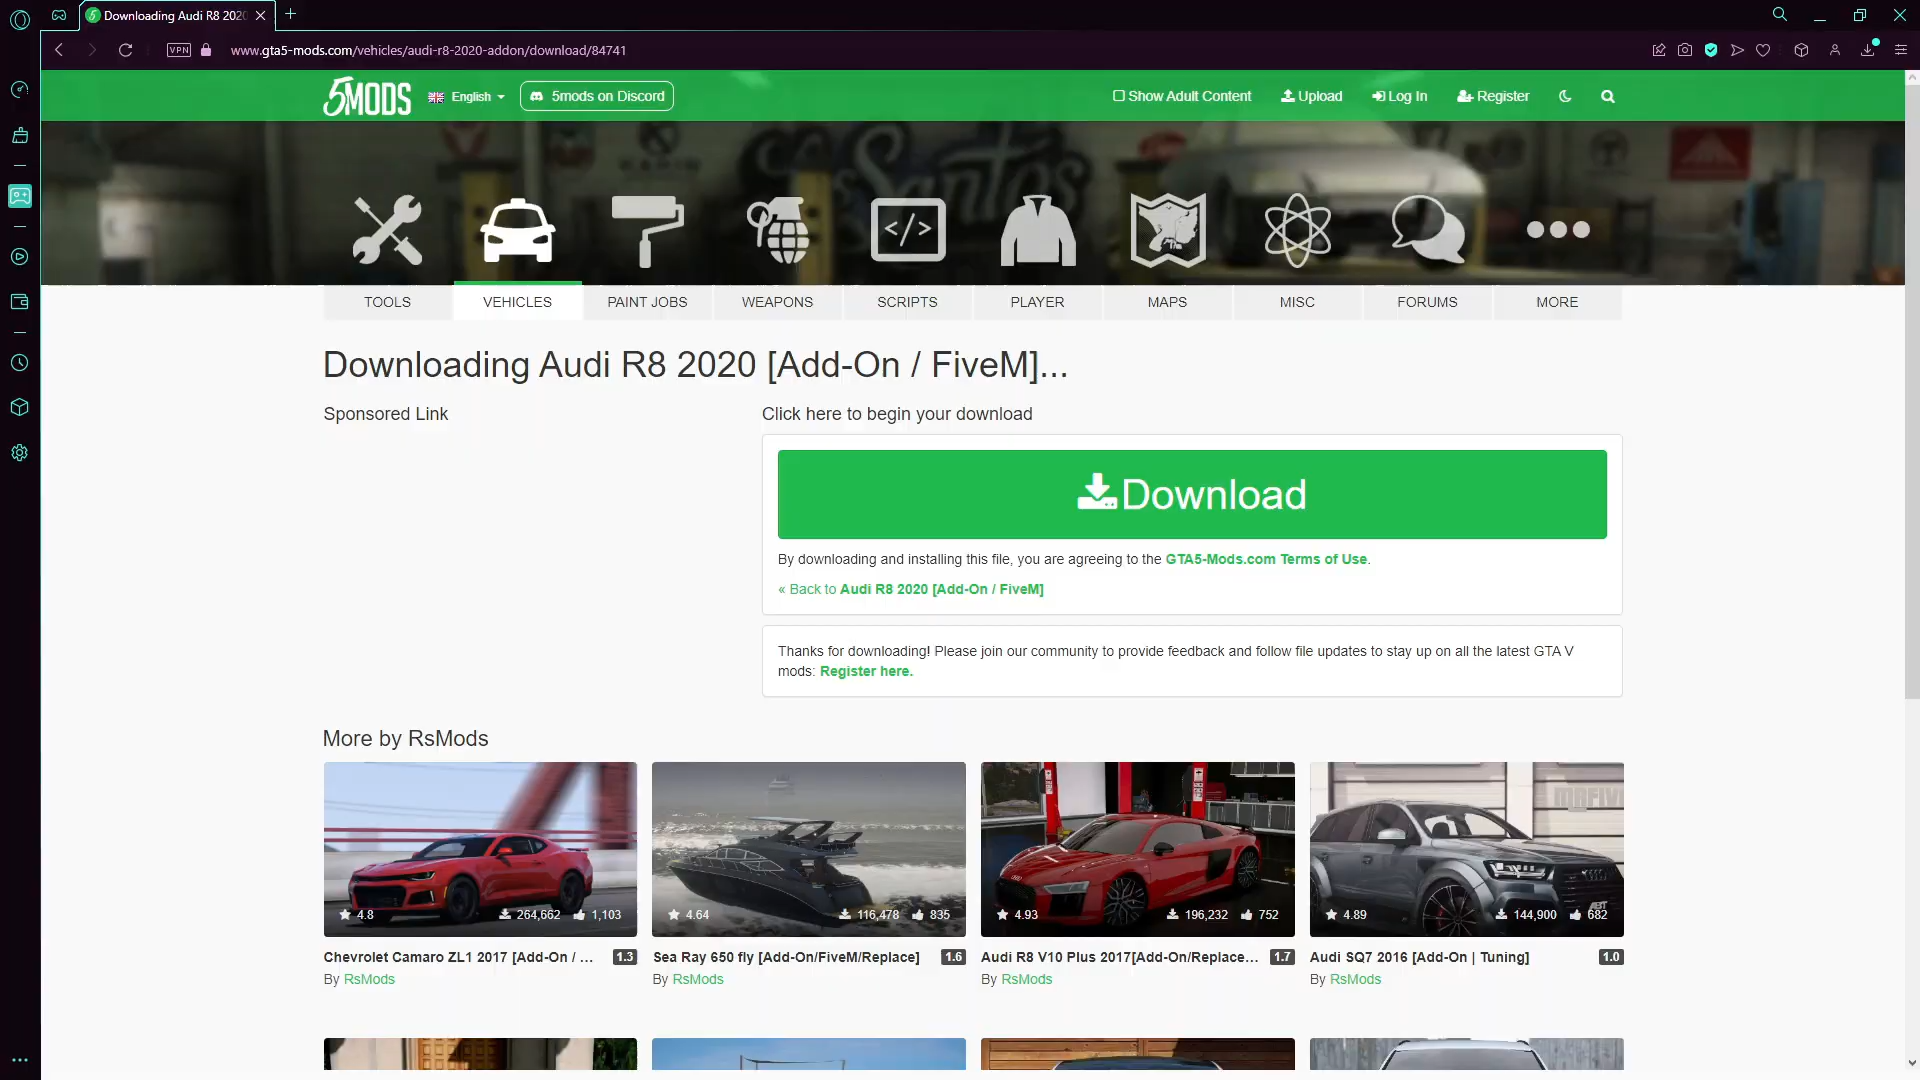 Downloading Audi R8 2020
VPN
www.gta5-mods.com/vehicles/audi-r8-2020-addon/download/84741
5MODS
English
5mods on Discord
Show Adult Content
Upload
Log In
Register
TOOLS
VEHICLES
PAINT JOBS
WEAPONS
SCRIPTS
PLAYER
MAPS
MISC
FORUMS
MORE
Downloading Audi R8 2020 [Add-On / FiveM]...
Sponsored Link
Click here to begin your download
Download
By downloading and installing this file, you are agreeing to the GTA5-Mods.com Terms of Use.
« Back to Audi R8 2020 [Add-On / FiveM]
Thanks for downloading! Please join our community to provide feedback and follow file updates to stay up on all the latest GTA V
mods: Register here.
More by RsMods
4.8 264,662 1,103
4.64 116,478 835
4.93 196,232 752
4.89 144,900 682
Chevrolet Camaro ZL1 2017 [Add-On / ... 1.3
By RsMods
Sea Ray 650 fly [Add-On/FiveM/Replace] 1.6
By RsMods
Audi R8 V10 Plus 2017[Add-On/Replace... 1.7
By RsMods
Audi SQ7 2016 [Add-On | Tuning] 1.0
By RsMods